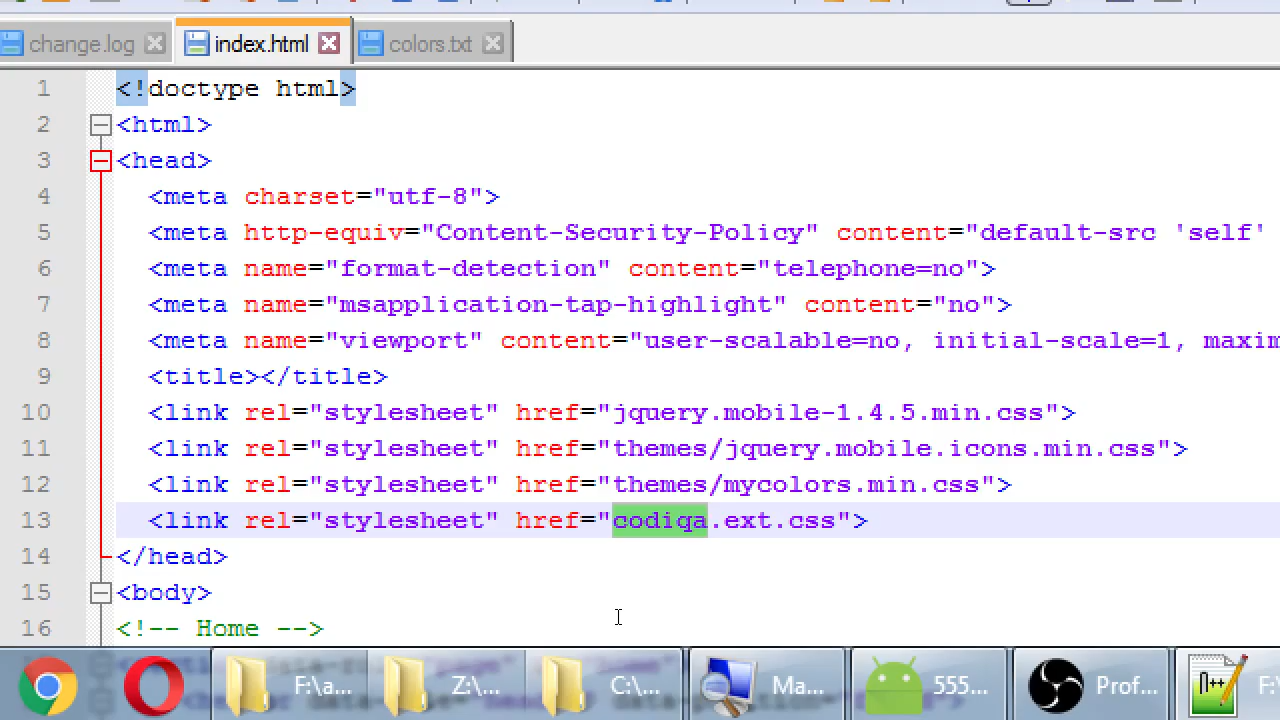 change.log index.html colors.txt
1 <!doctype html>
2 <html>
3 <head>
4 <meta charset="utf-8">
5 <meta http-equiv="Content-Security-Policy" content="default-src 'self'
6 <meta name="format-detection" content="telephone=no">
7 <meta name="msapplication-tap-highlight" content="no">
8 <meta name="viewport" content="user-scalable=no, initial-scale=1, maxim
9 <title></title>
10 <link rel="stylesheet" href="jquery.mobile-1.4.5.min.css">
11 <link rel="stylesheet" href="themes/jquery.mobile.icons.min.css">
12 <link rel="stylesheet" href="themes/mycolors.min.css">
13 <link rel="stylesheet" href="codiqa.ext.css">
14 </head>
15 <body>
16 <!-- Home -->
F:\a... Z:\... C:\... Ma... 555... Prof... F:\